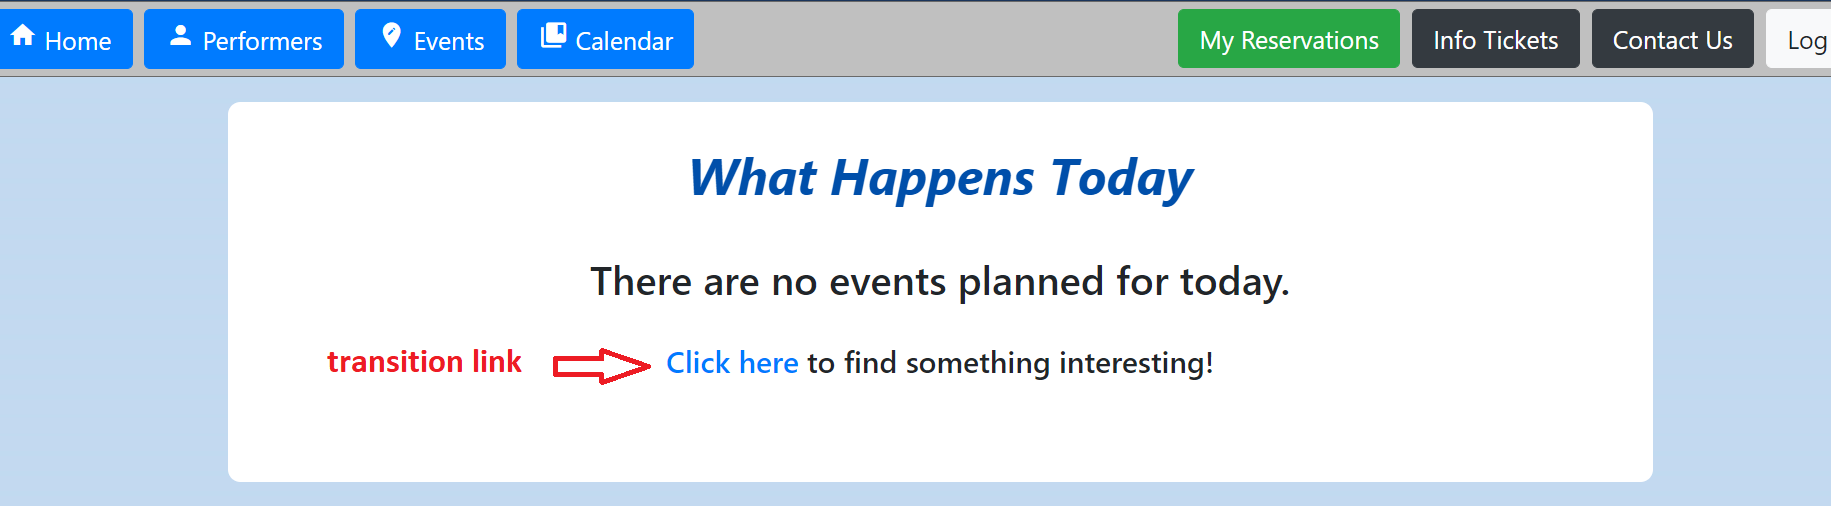 Home Performers Events Calendar My Reservations Info Tickets Contact Us Log
What Happens Today
There are no events planned for today.
transition link Click here to find something interesting!